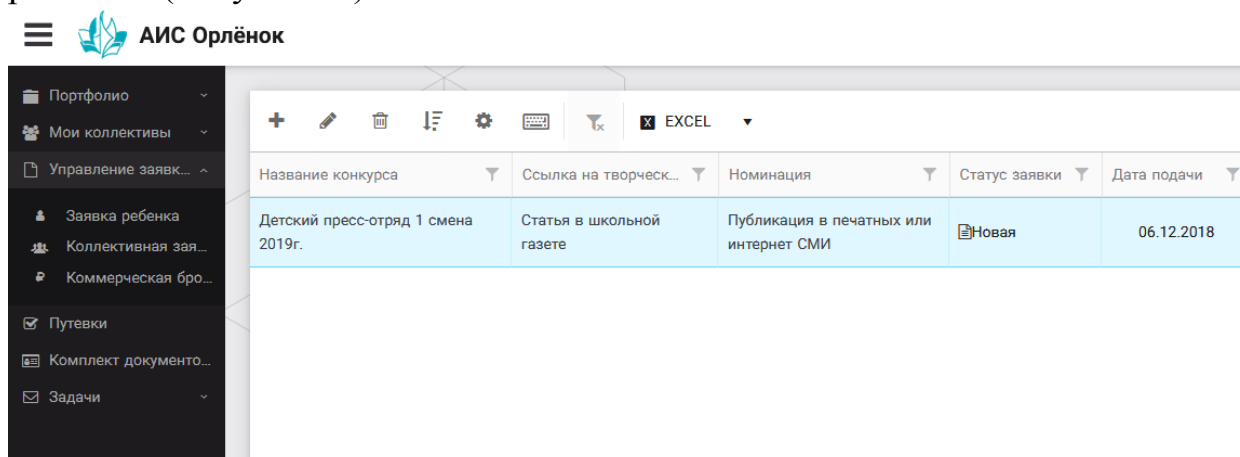 АИС Орлёнок
Портфолио
Мои коллективы
Управление заявк...
Заявка ребенка
Коллективная зая...
Коммерческая бро...
Путевки
Комплект документо...
Задачи
EXCEL
Название конкурса Ссылка на творческ... Номинация Статус заявки Дата подачи
Детский пресс-отряд 1 смена Статья в школьной Публикация в печатных или Новая 06.12.2018
2019г. газете интернет СМИ